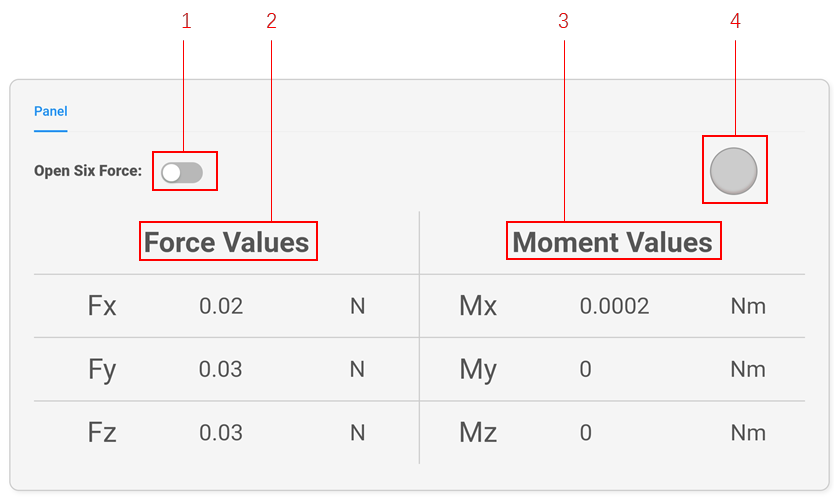 1 2 3 4
Panel
Open Six Force:
Force Values Moment Values
Fx 0.02 N Mx 0.0002 Nm
Fy 0.03 N My 0 Nm
Fz 0.03 N Mz 0 Nm